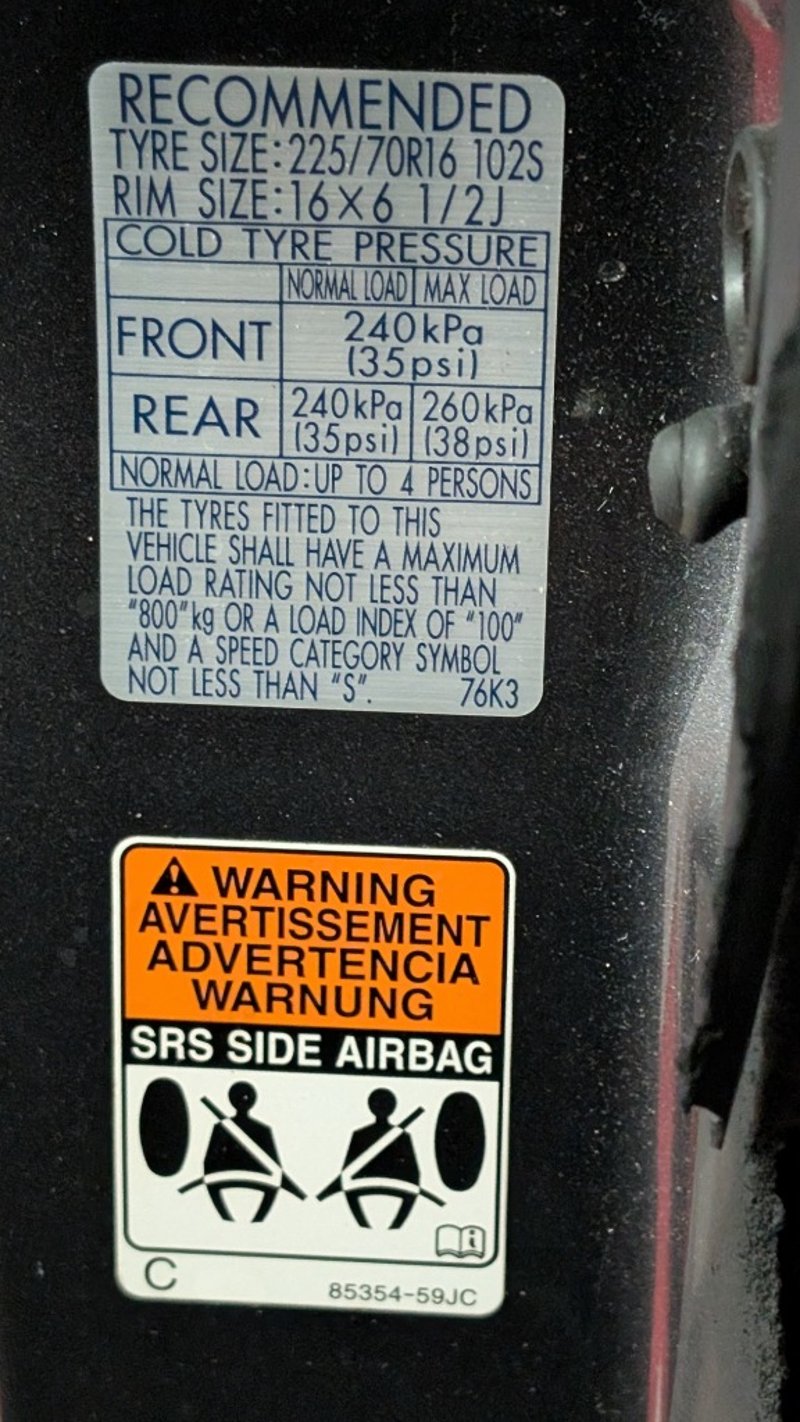 RECOMMENDED
TYRE SIZE:225/70R16 102S
RIM SIZE:16×6 1/2J
COLD TYRE PRESSURE
NORMAL LOAD MAX LOAD
FRONT 240kPa (35psi)
REAR 240kPa (35psi) 260kPa (38psi)
NORMAL LOAD:UP TO 4 PERSONS
THE TYRES FITTED TO THIS
VEHICLE SHALL HAVE A MAXIMUM
LOAD RATING NOT LESS THAN
"800"kg OR A LOAD INDEX OF "100"
AND A SPEED CATEGORY SYMBOL
NOT LESS THAN "S". 76K3
WARNING
AVERTISSEMENT
ADVERTENCIA
WARNUNG
SRS SIDE AIRBAG
i
C 85354-59JC